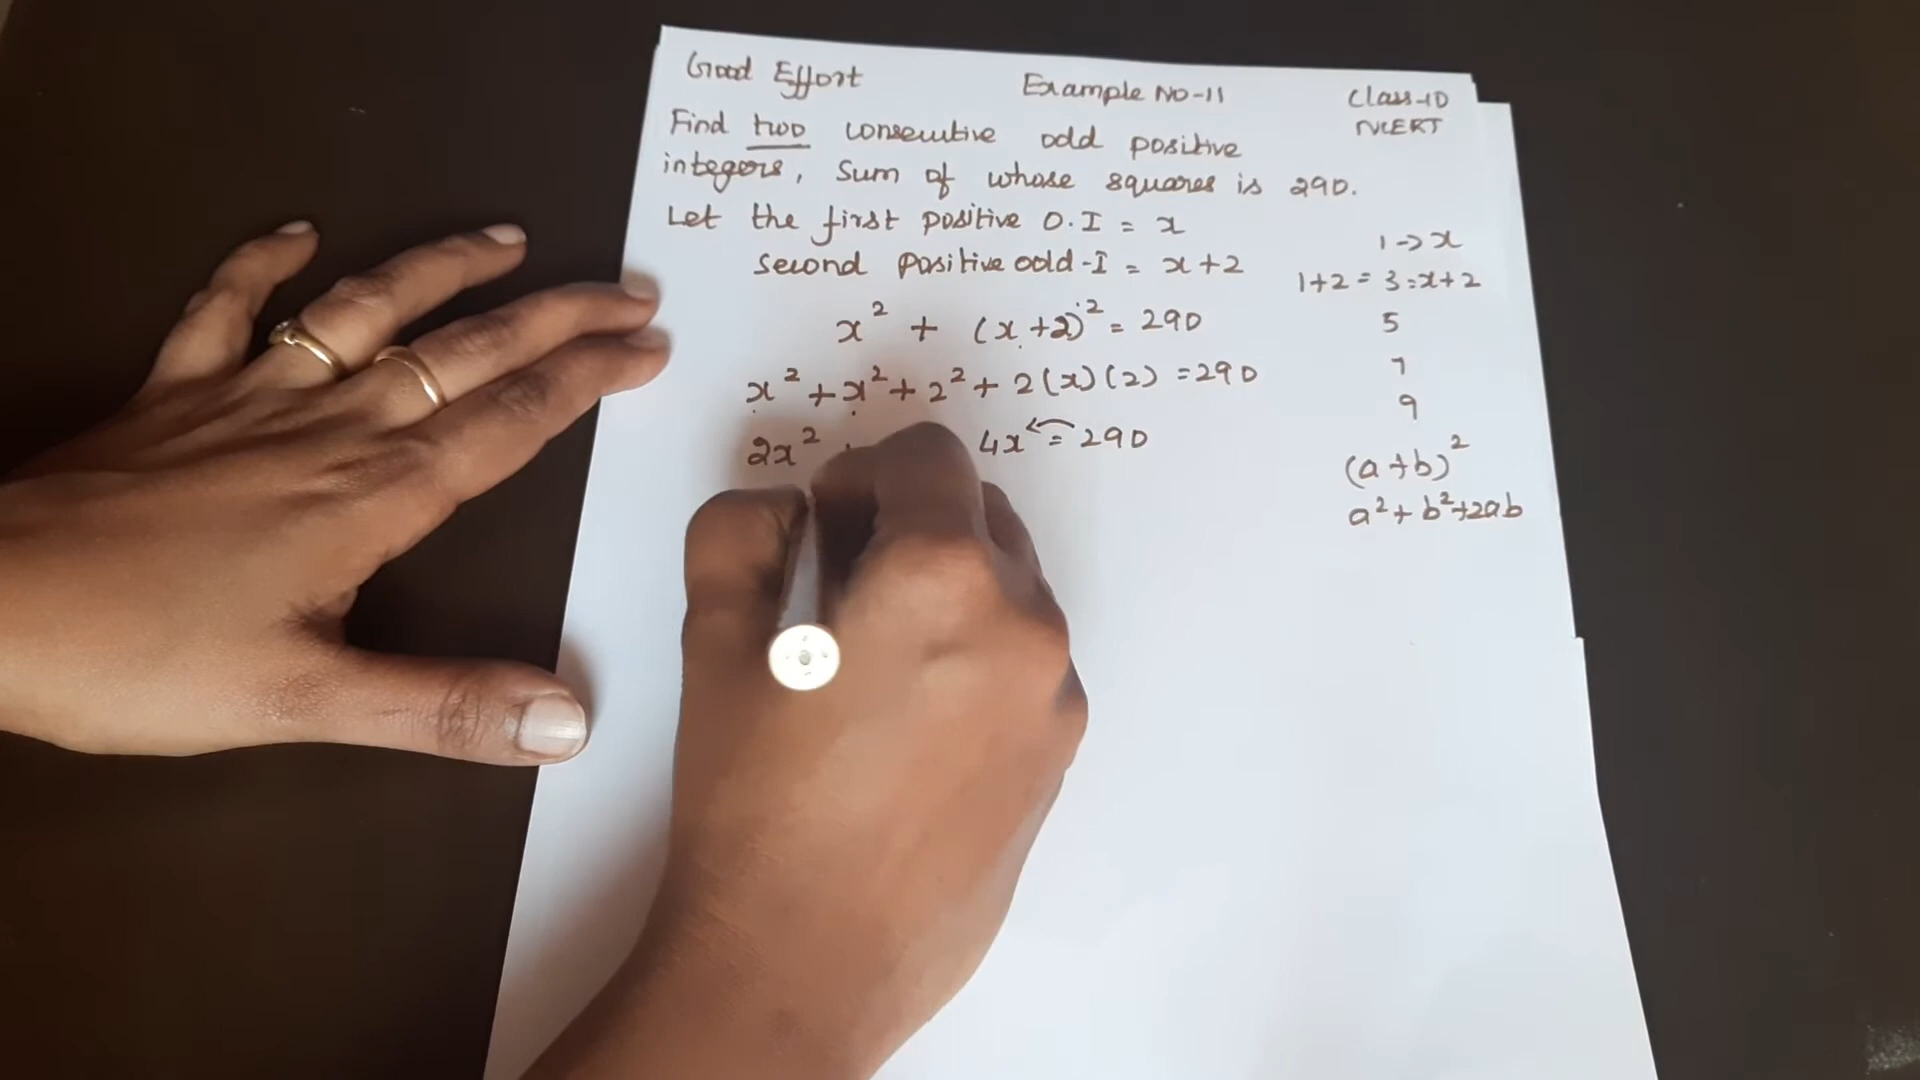 Good Effort Example NO-11 Class-10
NCERT
Find two consecutive odd positive
integers, Sum of whose squares is 290.
Let the first positive O.I = x
Second Positive odd-I = x+2
x² + (x+2)² = 290
x² + x² + 2² + 2(x)(2) = 290
2x² 4x = 290
1 -> x
1+2 = 3 = x+2
5
7
9
(a+b)²
a² + b² + 2ab